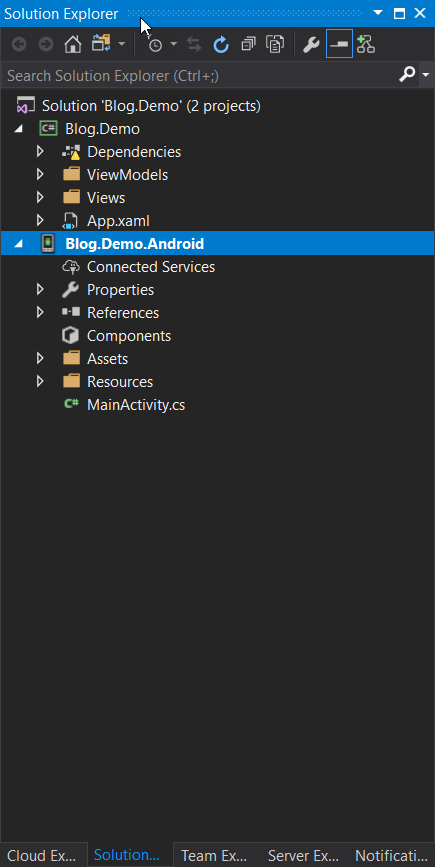 Solution Explorer
Search Solution Explorer (Ctrl+;)
Solution 'Blog.Demo' (2 projects)
C# Blog.Demo
Dependencies
ViewModels
Views
App.xaml
Blog.Demo.Android
Connected Services
Properties
References
Components
Assets
Resources
C# MainActivity.cs
Cloud Ex... Solution... Team Ex... Server Ex... Notificati...